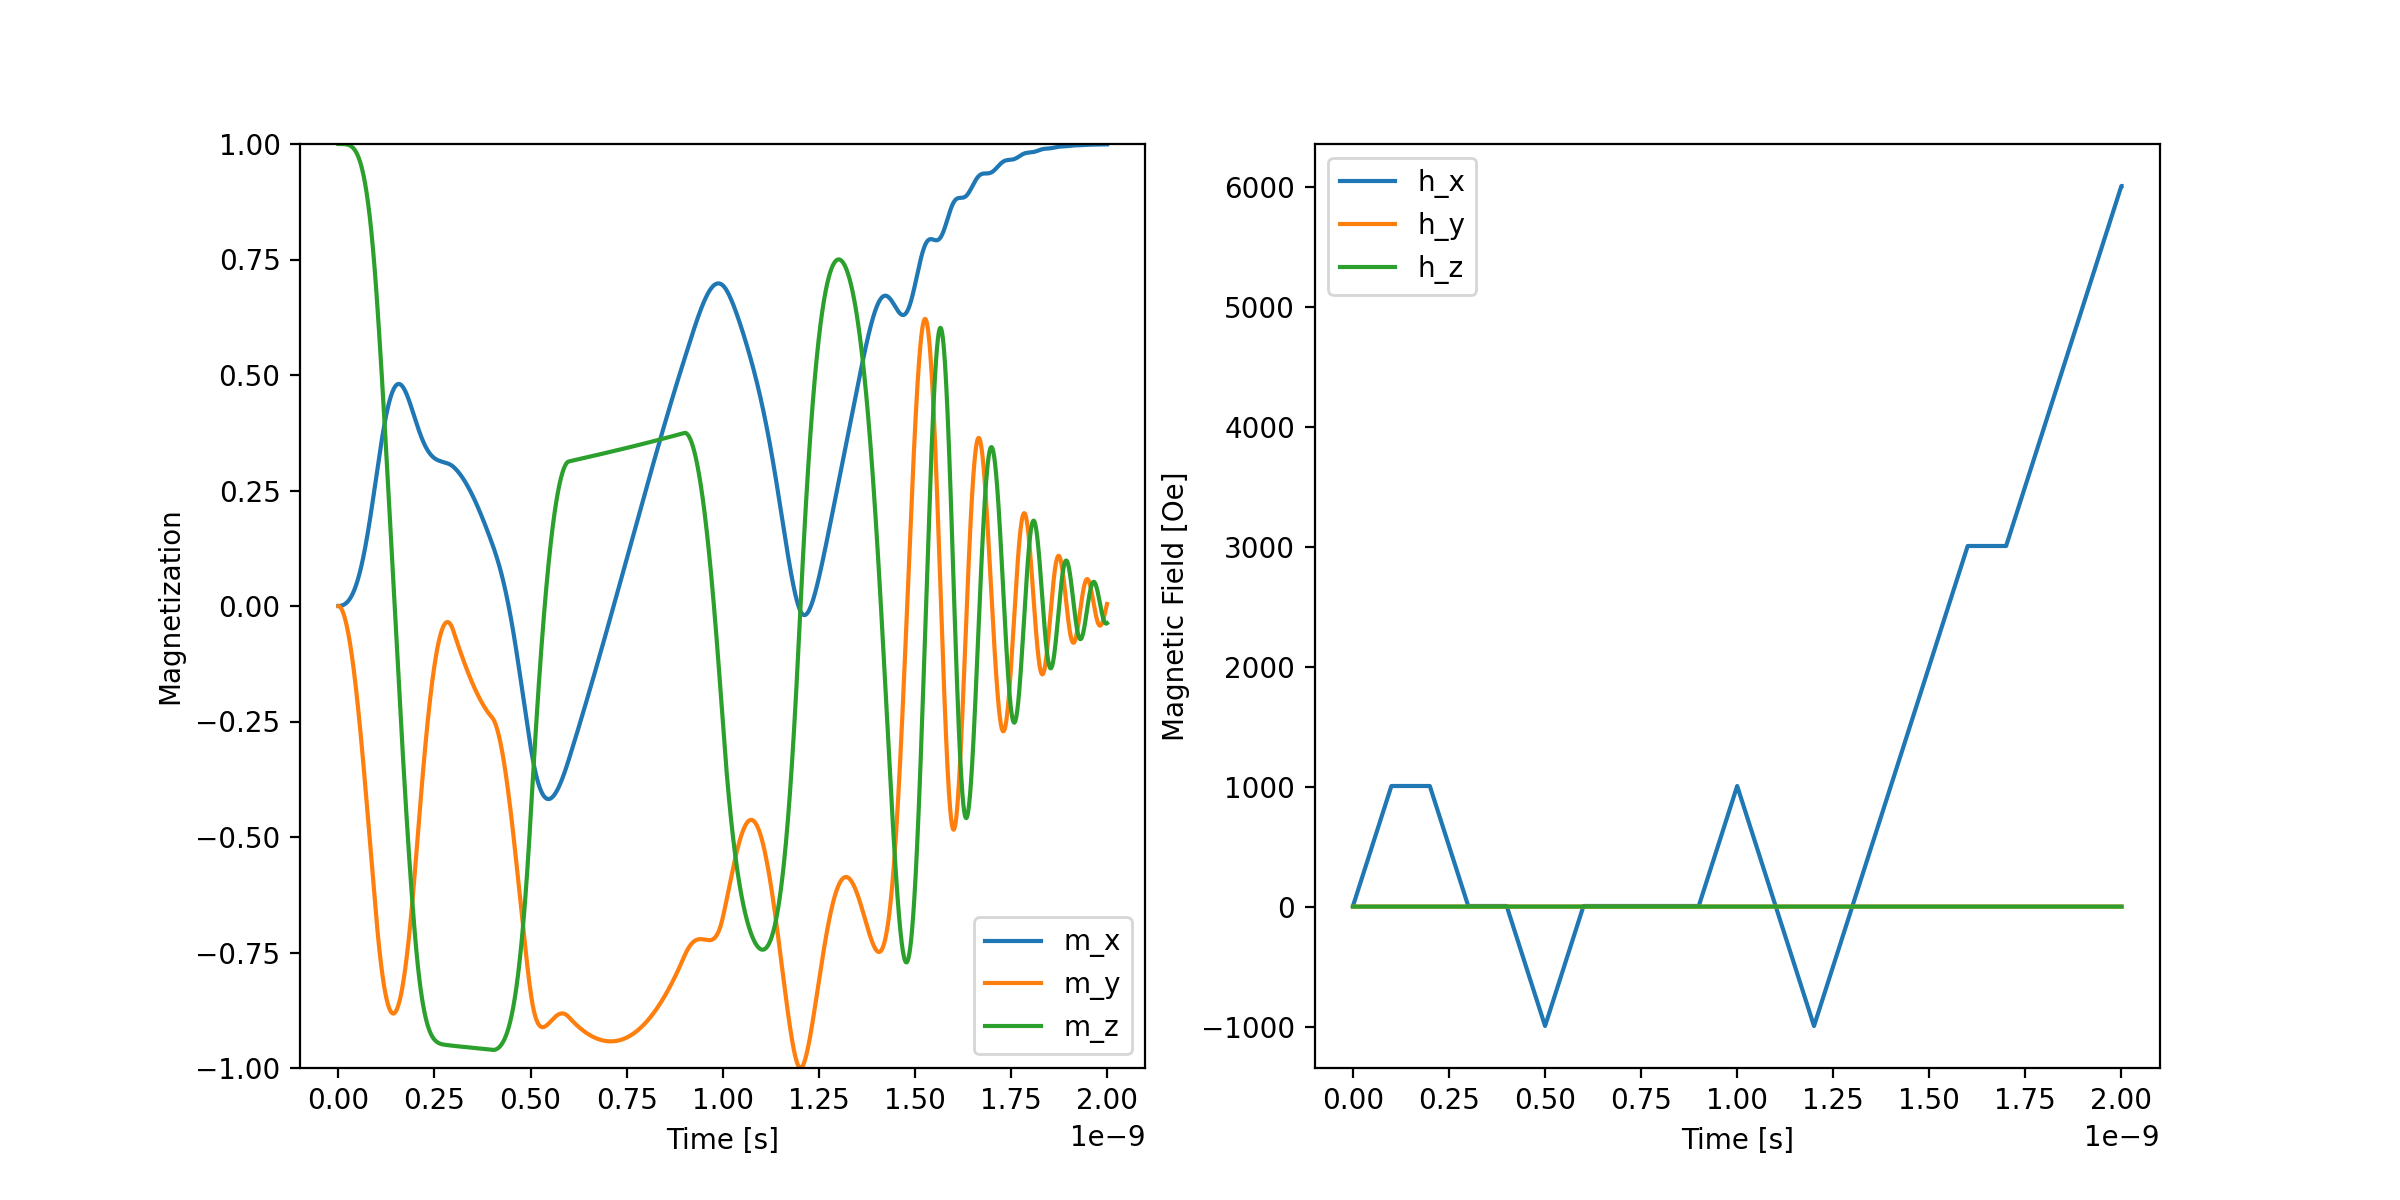 1.00
0.75
0.50
0.25
0.00
−0.25
−0.50
−0.75
−1.00
Magnetization
m_x
m_y
m_z
0.00 0.25 0.50 0.75 1.00 1.25 1.50 1.75 2.00
Time [s]
1e−9
6000
5000
4000
3000
2000
1000
0
−1000
Magnetic Field [Oe]
h_x
h_y
h_z
0.00 0.25 0.50 0.75 1.00 1.25 1.50 1.75 2.00
Time [s]
1e−9